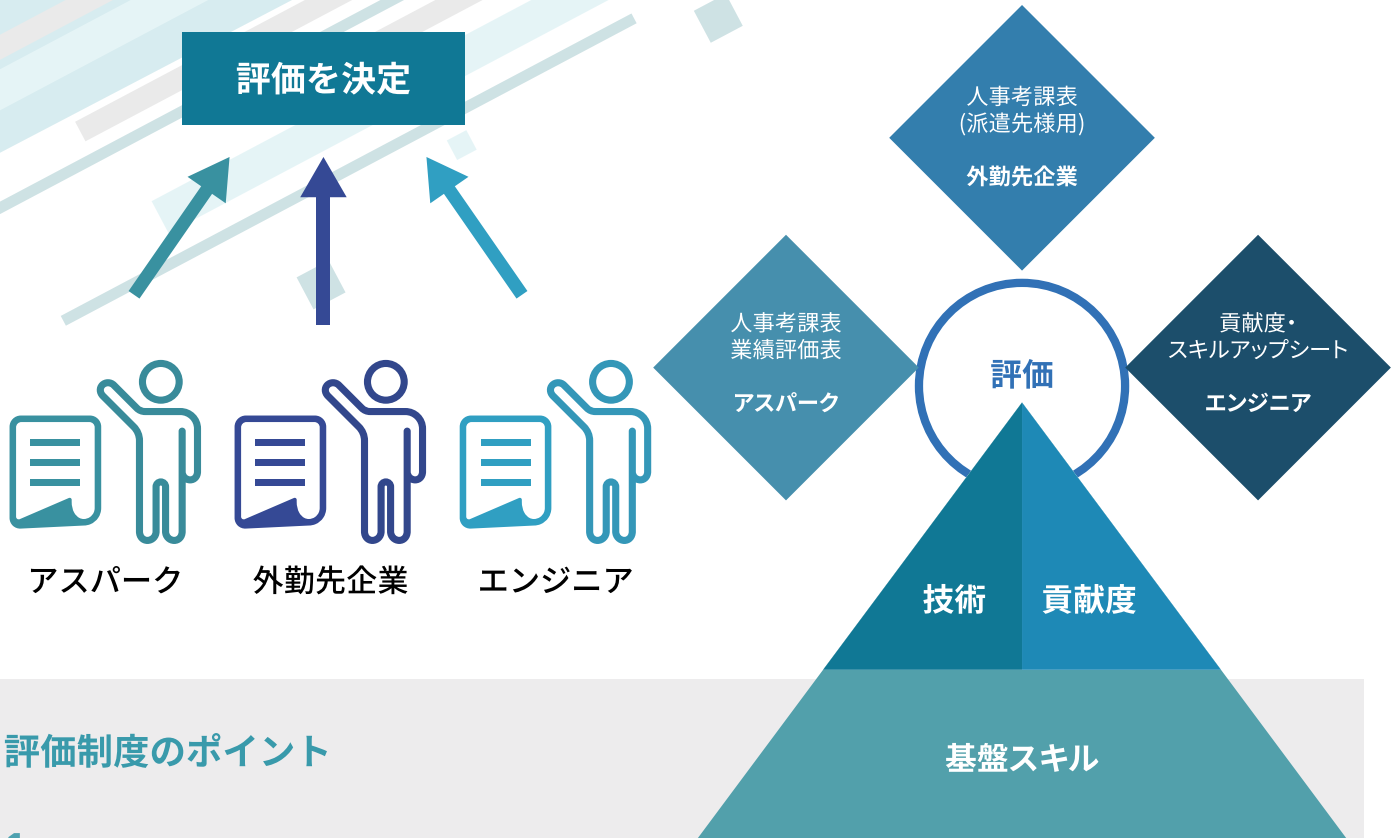 評価を決定
アスパーク
外勤先企業
エンジニア
人事考課表
(派遣先様用)
外勤先企業
人事考課表
業績評価表
アスパーク
評価
貢献度・
スキルアップシート
エンジニア
技術
貢献度
基盤スキル
評価制度のポイント